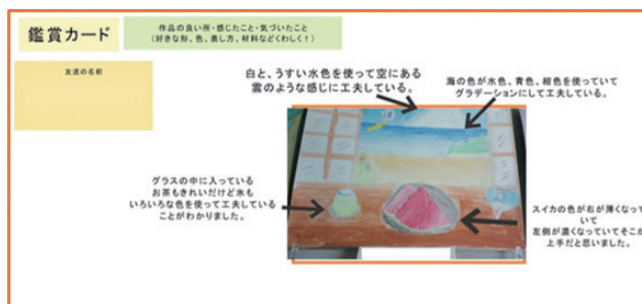 鑑賞カード
作品の良い所・感じたこと・気づいたこと
(好きな形、色、表し方、材料などくわしく！)
友達の名前
白と、うすい水色を使って空にある
雲のような感じに工夫している。
海の色が水色、青色、紺色を使っていて
グラデーションにして工夫している。
グラスの中に入っている
お茶もきれいだけど氷も
いろいろな色を使って工夫している
ことがわかりました。
スイカの色が右が薄くなって
いて
左側が濃くなっていてそこが
上手だと思いました。